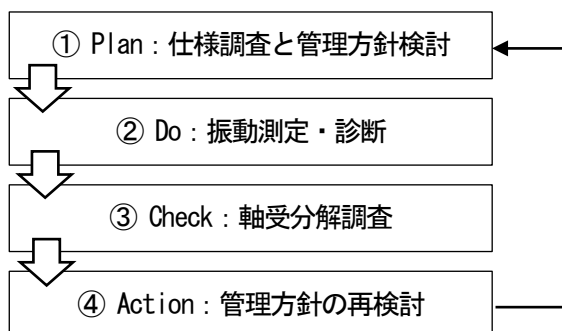 ① Plan：仕様調査と管理方針検討
② Do：振動測定・診断
③ Check：軸受分解調査
④ Action：管理方針の再検討